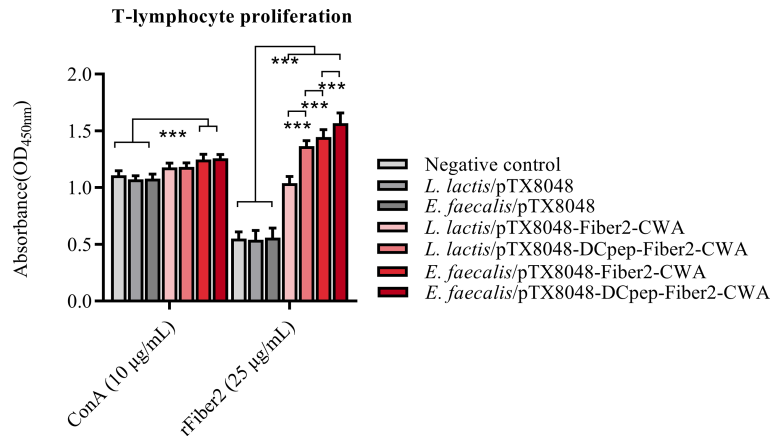 T-lymphocyte proliferation
Absorbance(OD450nm)
2.0
1.5
1.0
0.5
0.0
***
***
***
***
***
ConA (10 μg/mL)
rFiber2 (25 μg/mL)
Negative control
L. lactis/pTX8048
E. faecalis/pTX8048
L. lactis/pTX8048-Fiber2-CWA
L. lactis/pTX8048-DCpep-Fiber2-CWA
E. faecalis/pTX8048-Fiber2-CWA
E. faecalis/pTX8048-DCpep-Fiber2-CWA